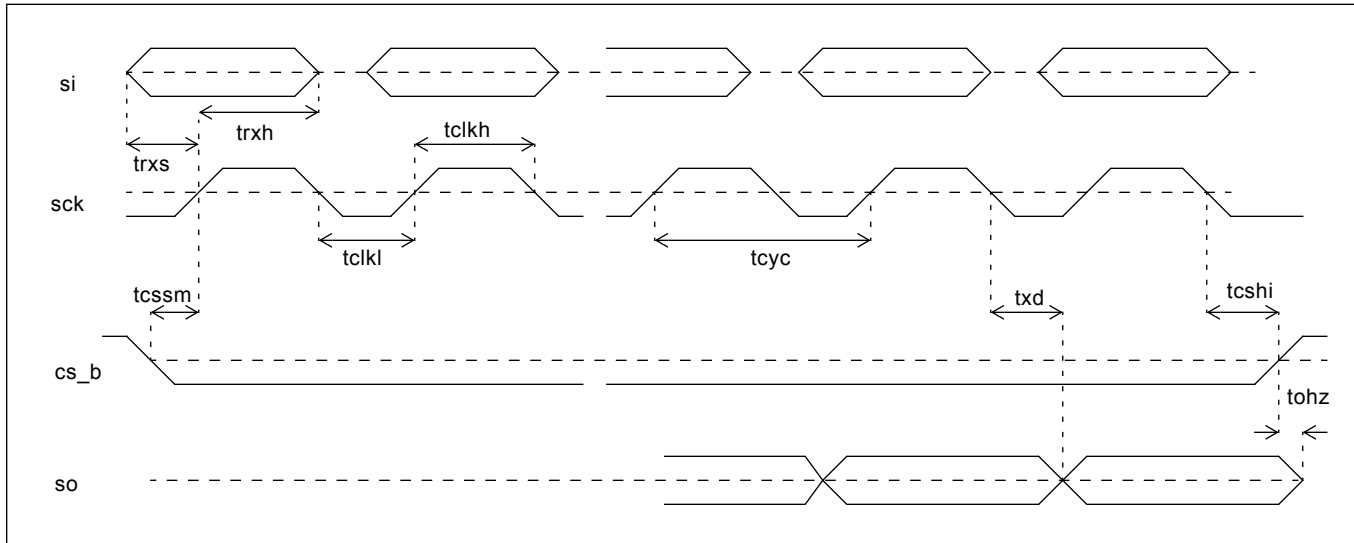 si
trxh
trxs
tclkh
sck
tclkl
tcyc
tcssm
txd
tcshi
cs_b
tohz
so